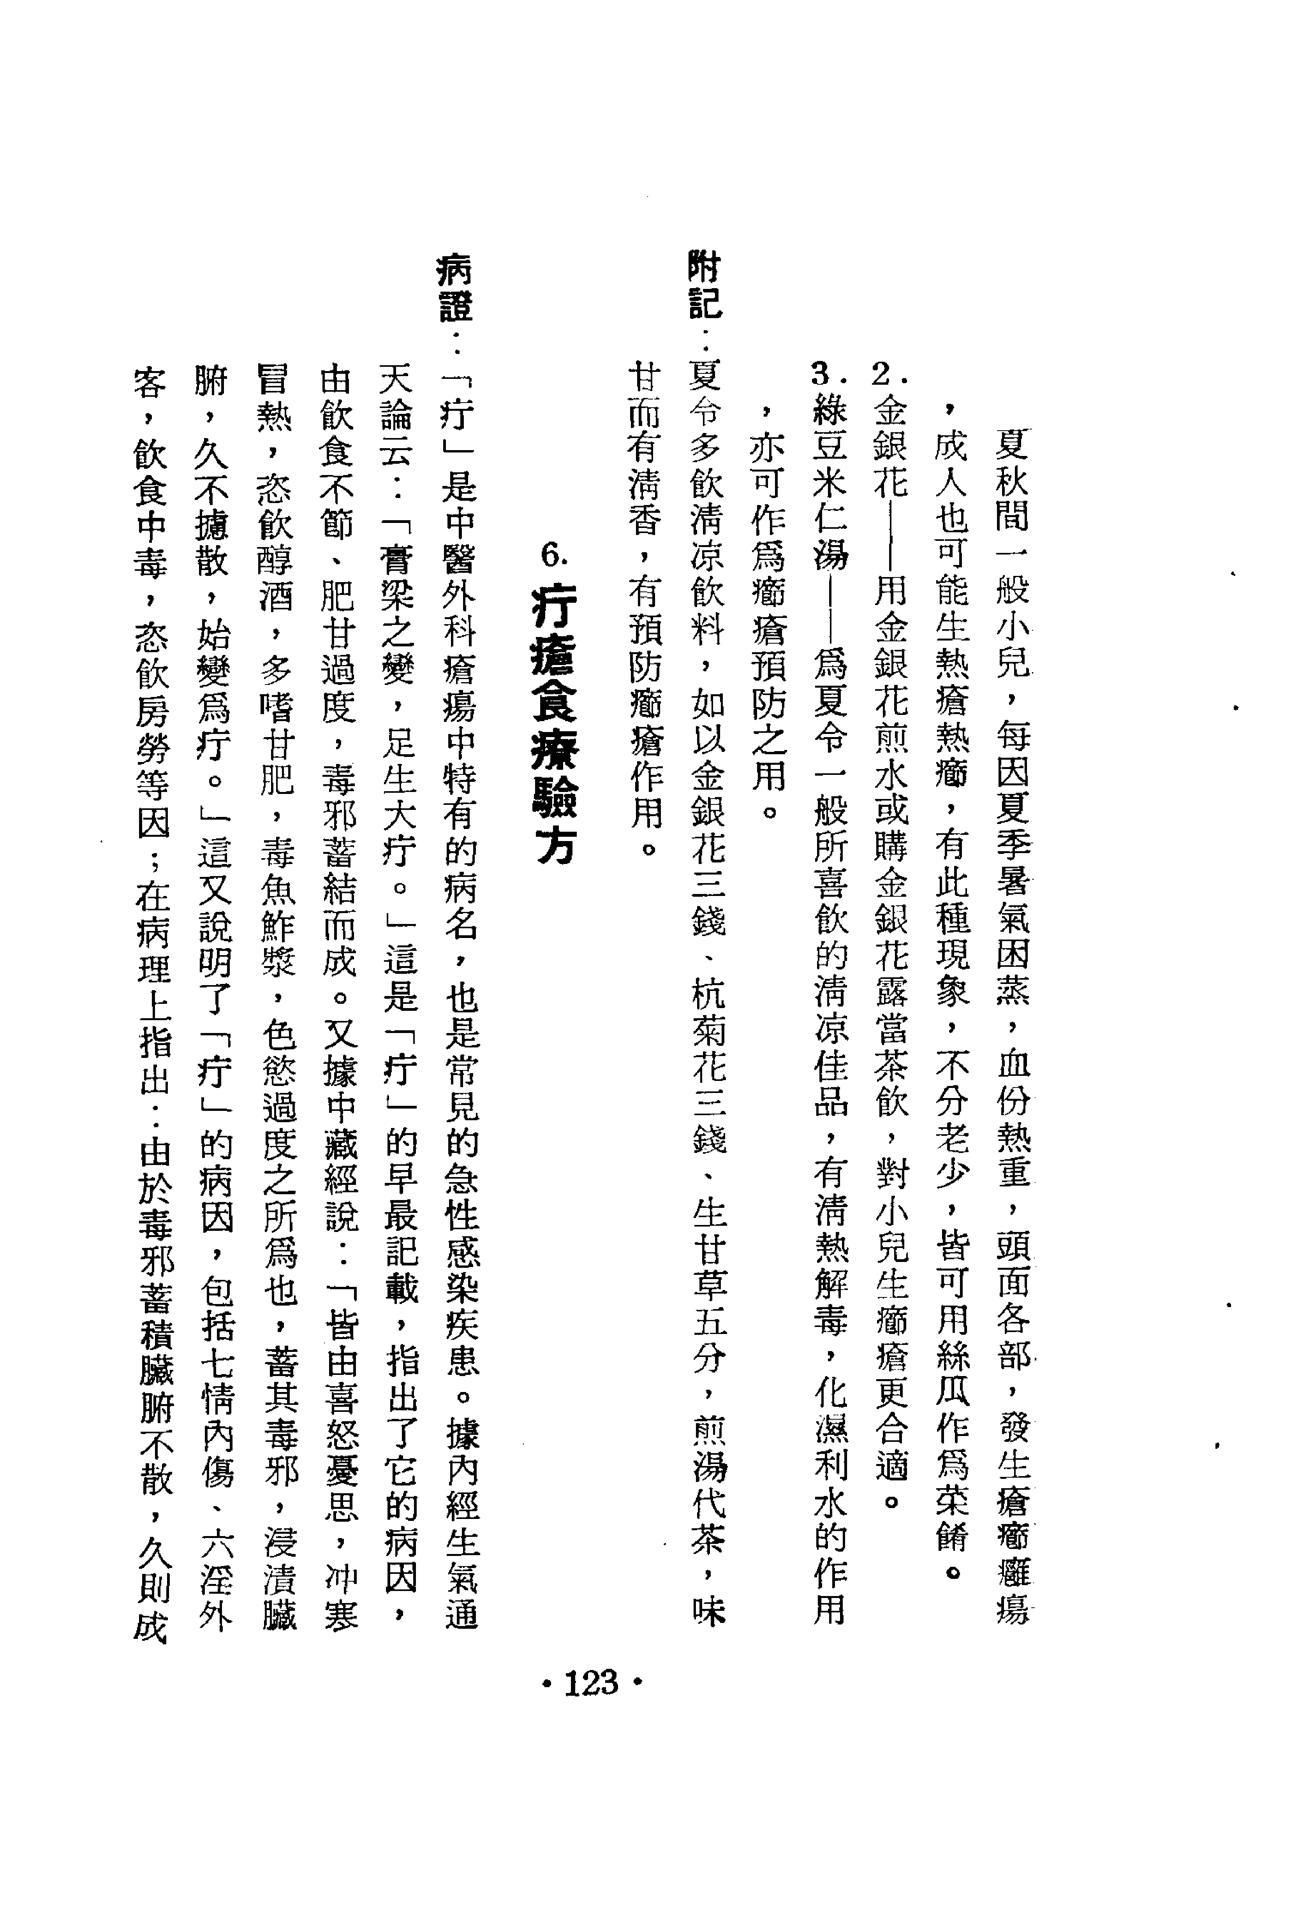 夏秋間一般小兒，每因夏季暑氣困蒸，血份熱重，頭面各部，發生瘡癤癰瘍
，成人也可能生熱瘡熱癤，有此種現象，不分老少，皆可用絲瓜作爲菜餚。
2.金銀花——用金銀花煎水或購金銀花露當茶飲，對小兒生癤瘡更合適。
3.綠豆米仁湯——爲夏令一般所喜飲的淸凉佳品，有淸熱解毒，化濕利水的作用
，亦可作爲癤瘡預防之用。
附記：夏令多飲淸凉飲料，如以金銀花三錢、杭菊花三錢、生甘草五分，煎湯代茶，味
甘而有淸香，有預防癤瘡作用。
6.疔瘡食療驗方
病證：「疔」是中醫外科瘡瘍中特有的病名，也是常見的急性感染疾患。據內經生氣通
天論云：「膏梁之變，足生大疔。」這是「疔」的早最記載，指出了它的病因，
由飲食不節、肥甘過度，毒邪蓄結而成。又據中藏經說：「皆由喜怒憂思，冲寒
冒熱，恣飲醇酒，多嗜甘肥，毒魚鮓漿，色慾過度之所爲也，蓄其毒邪，浸漬臟
腑，久不攄散，始變爲疔。」這又說明了「疔」的病因，包括七情內傷、六淫外
客，飲食中毒，恣飲房勞等因；在病理上指出：由於毒邪蓄積臟腑不散，久則成
•123•